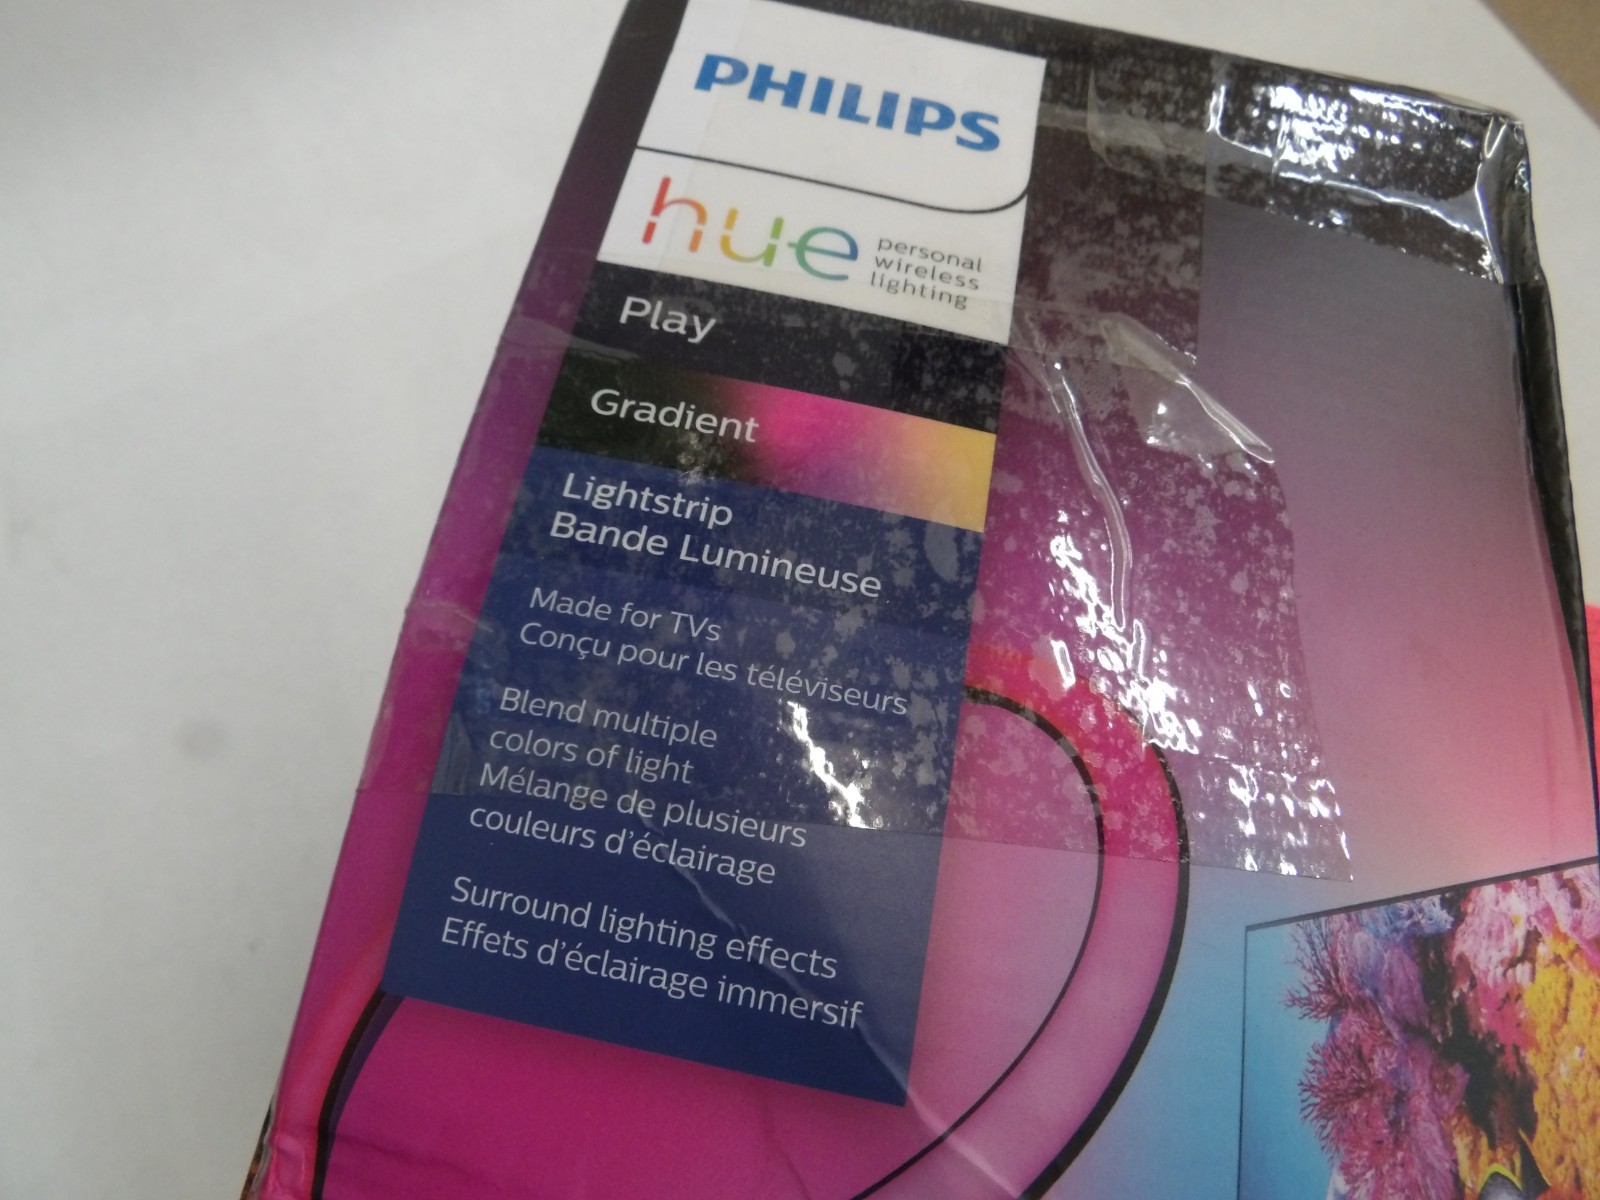 PHILIPS
hue
personal
wireless
lighting
Play
Gradient
Lightstrip
Bande Lumineuse
Made for TVs
Conçu pour les téléviseurs
Blend multiple
colors of light
Mélange de plusieurs
couleurs d'éclairage
Surround lighting effects
Effets d'éclairage immersif